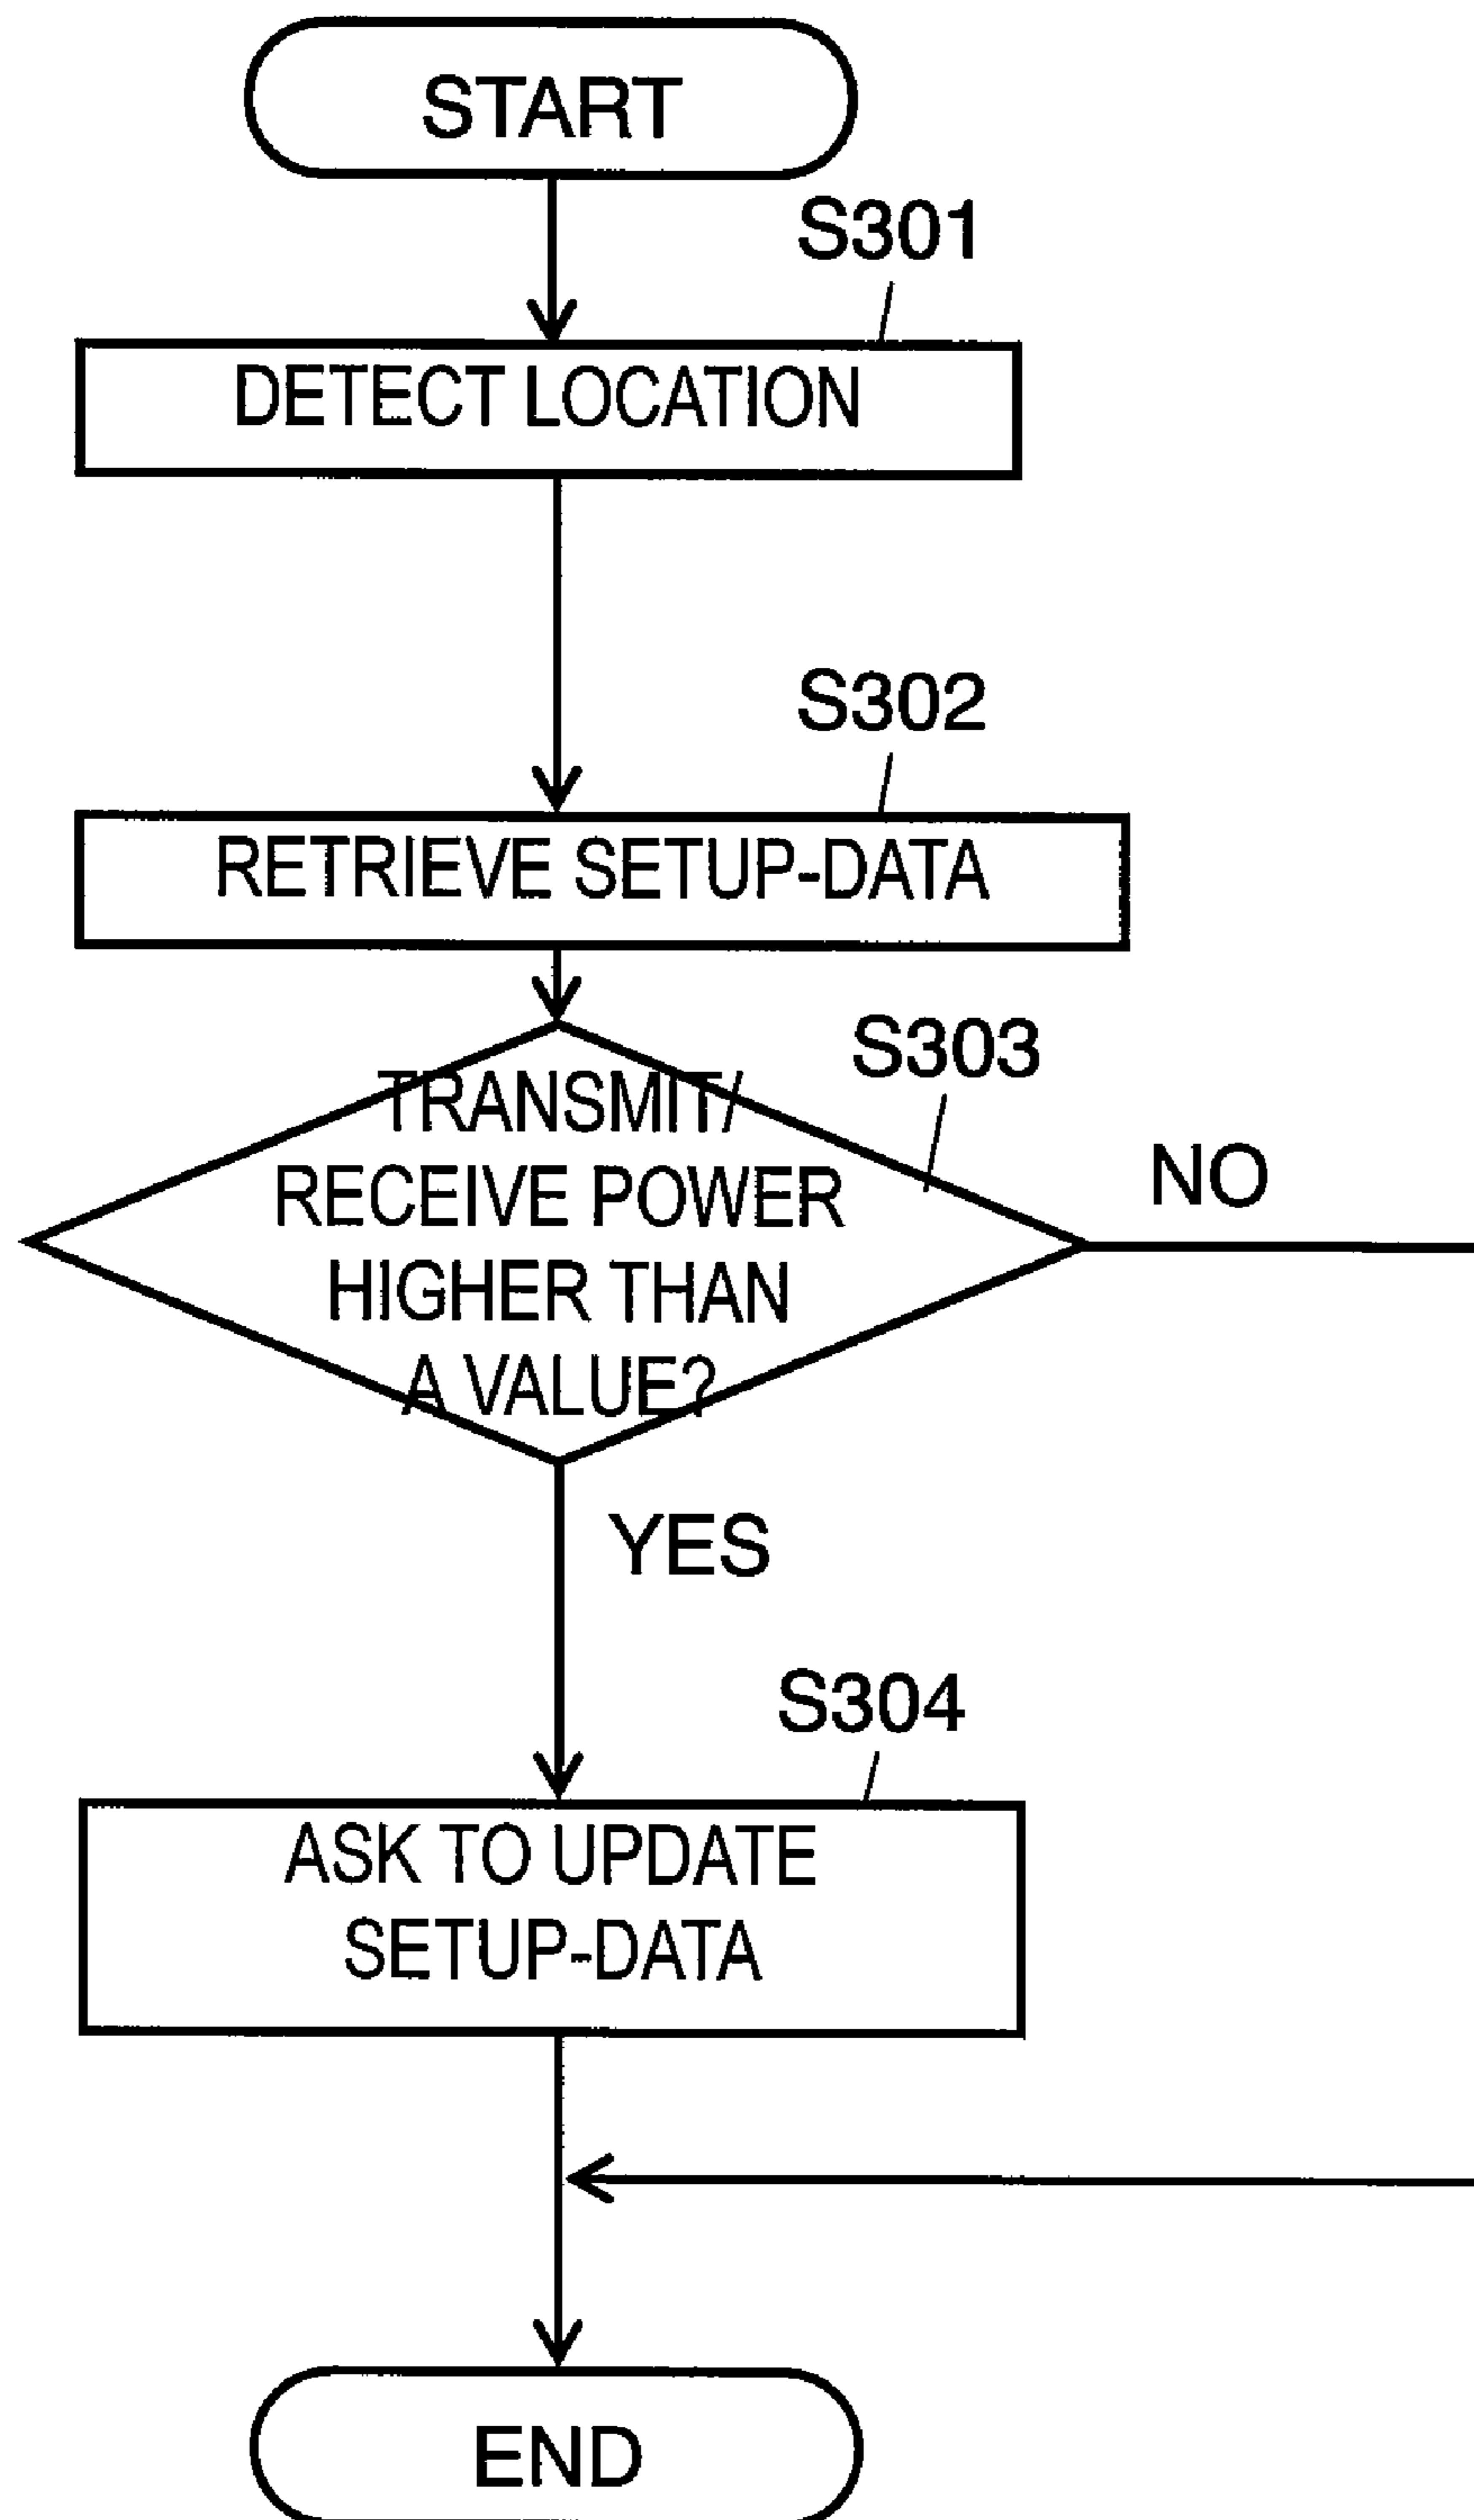 START
S301
DETECT LOCATION
S302
RETRIEVE SETUP-DATA
S303
TRANSMIT/
RECEIVE POWER
HIGHER THAN
A VALUE?
NO
YES
S304
ASK TO UPDATE
SETUP-DATA
END